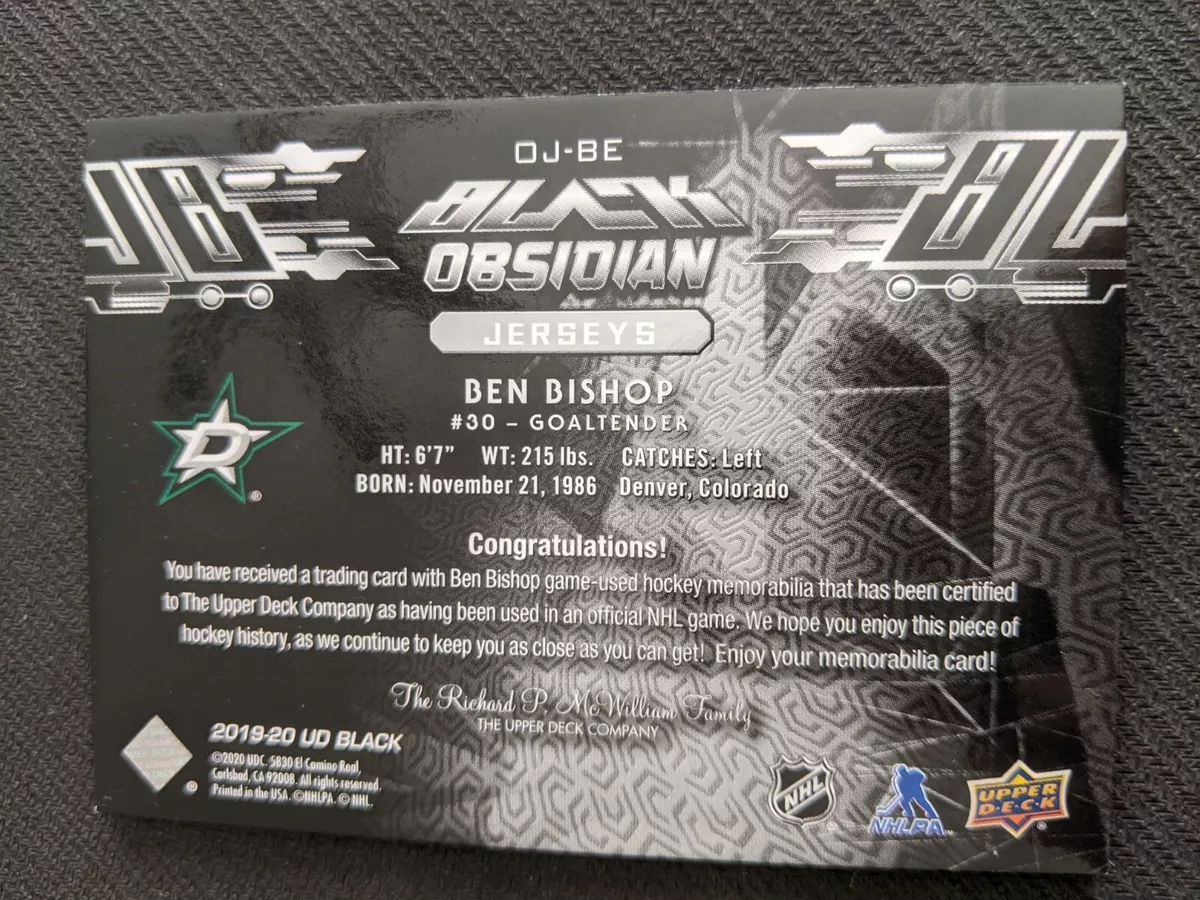 OJ-BE
BLACK
OBSIDIAN
JERSEYS
BEN BISHOP
#30 – GOALTENDER
HT: 6'7" WT: 215 lbs. CATCHES: Left
BORN: November 21, 1986 Denver, Colorado
D
®
Congratulations!
You have received a trading card with Ben Bishop game-used hockey memorabilia that has been certified
to The Upper Deck Company as having been used in an official NHL game. We hope you enjoy this piece of
hockey history, as we continue to keep you as close as you can get! Enjoy your memorabilia card!
The Richard P. McWilliam Family
THE UPPER DECK COMPANY
2019-20 UD BLACK
©2020 UDC. 5830 El Camino Real,
Carlsbad, CA 92008. All rights reserved.
Printed in the USA. ©NHLPA. © NHL.
®
NHL
®
NHLPA
UPPER
D·E·C·K
®